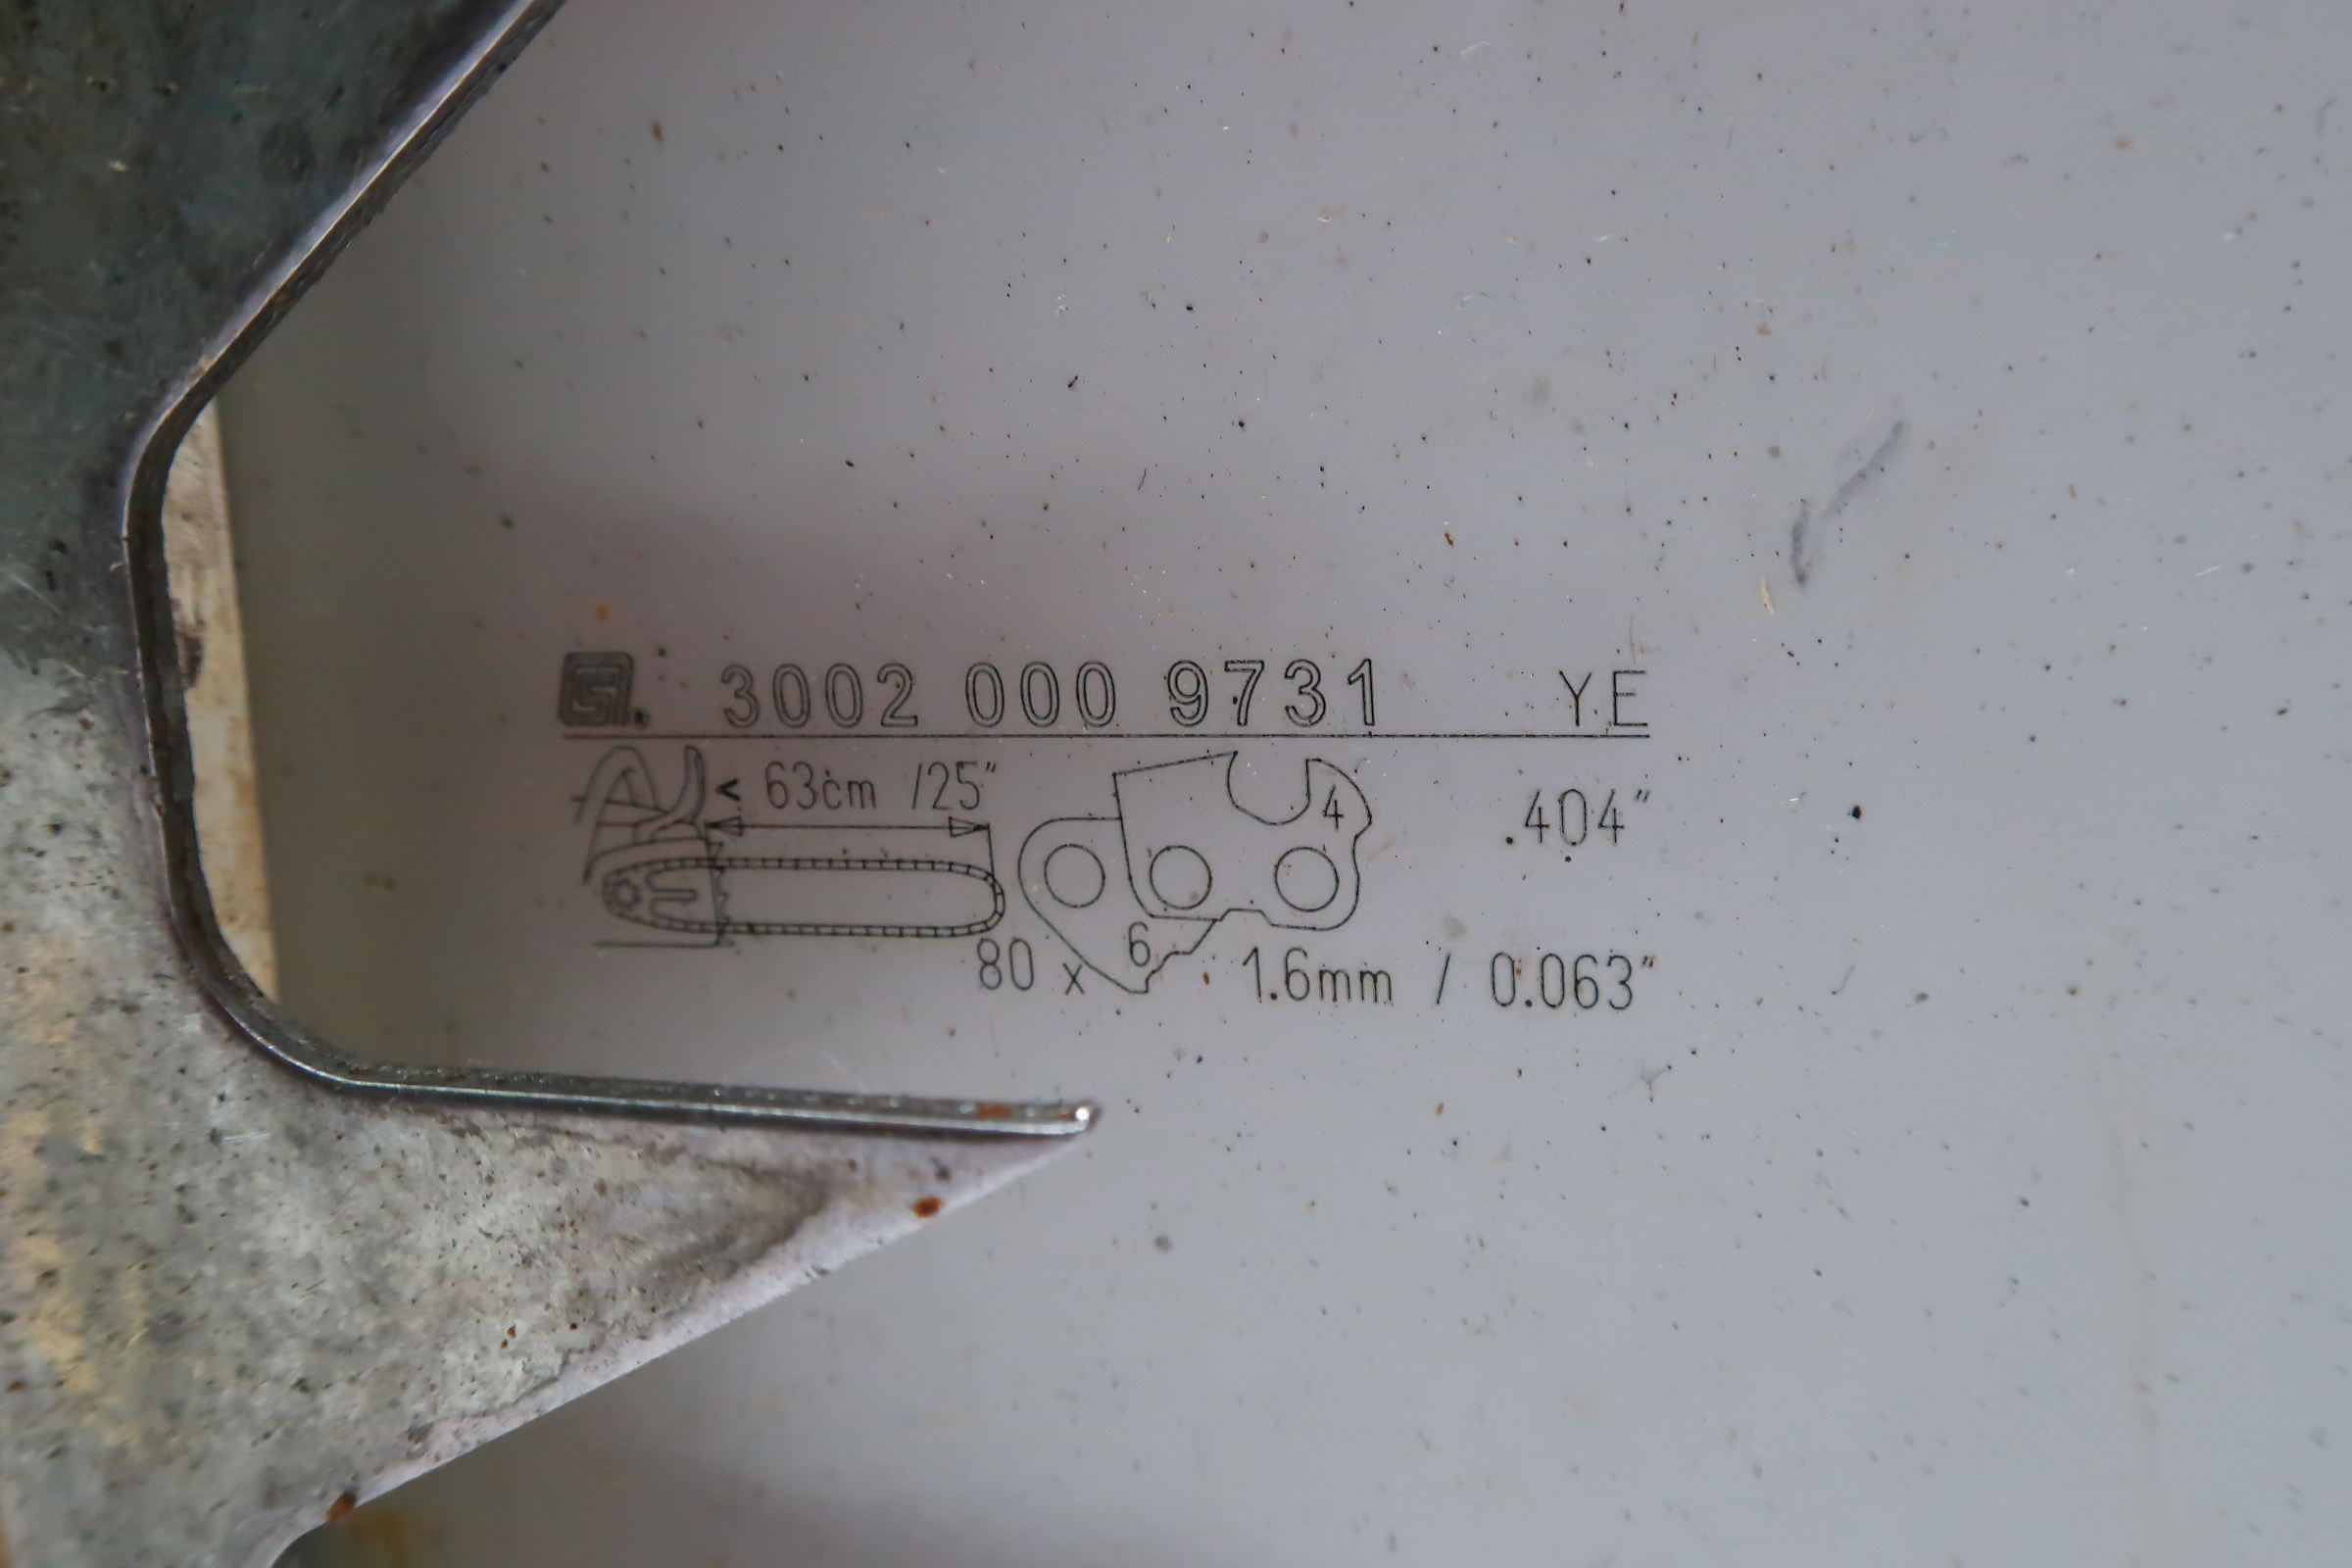 3002 000 9731 YE
< 63cm /25"
4 .404"
80 x 6 1.6mm / 0.063"